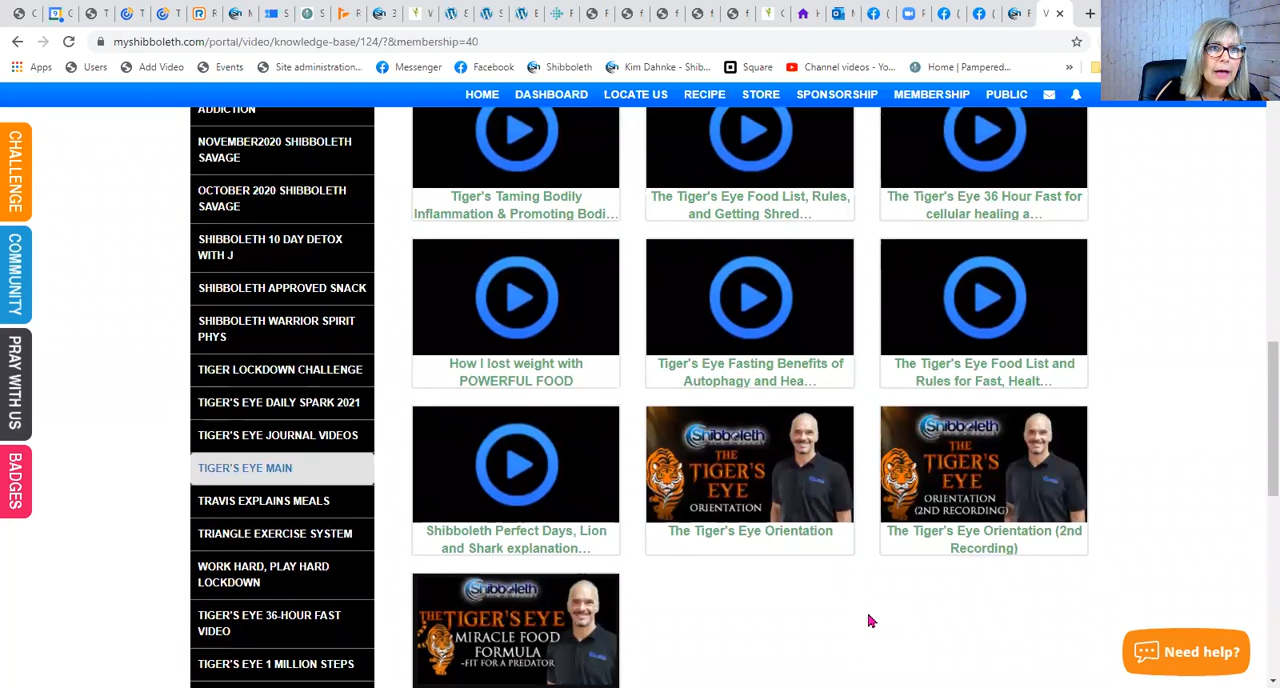 myshibboleth.com/portal/video/knowledge-base/124/?&membership=40
Apps
Users
Add Video
Events
Site administration...
Messenger
Facebook
Shibboleth
Kim Dahnke - Shib...
Square
Channel videos - Yo...
Home | Pampered...
»
HOME
DASHBOARD
LOCATE US
RECIPE
STORE
SPONSORSHIP
MEMBERSHIP
PUBLIC
CHALLENGE
COMMUNITY
PRAY WITH US
BADGES
ADDICTION
NOVEMBER2020 SHIBBOLETH
SAVAGE
OCTOBER 2020 SHIBBOLETH
SAVAGE
SHIBBOLETH 10 DAY DETOX
WITH J
SHIBBOLETH APPROVED SNACK
SHIBBOLETH WARRIOR SPIRIT
PHYS
TIGER LOCKDOWN CHALLENGE
TIGER'S EYE DAILY SPARK 2021
TIGER'S EYE JOURNAL VIDEOS
TIGER'S EYE MAIN
TRAVIS EXPLAINS MEALS
TRIANGLE EXERCISE SYSTEM
WORK HARD, PLAY HARD
LOCKDOWN
TIGER'S EYE 36-HOUR FAST
VIDEO
TIGER'S EYE 1 MILLION STEPS
Tiger's Taming Bodily
Inflammation & Promoting Bodi...
The Tiger's Eye Food List, Rules,
and Getting Shred...
The Tiger's Eye 36 Hour Fast for
cellular healing a...
How I lost weight with
POWERFUL FOOD
Tiger's Eye Fasting Benefits of
Autophagy and Hea...
The Tiger's Eye Food List and
Rules for Fast, Healt...
Shibboleth Perfect Days, Lion
and Shark explanation...
Shibboleth
THE
TIGER'S
EYE
ORIENTATION
The Tiger's Eye Orientation
Shibboleth
THE
TIGER'S
EYE
ORIENTATION
(2ND RECORDING)
The Tiger's Eye Orientation (2nd
Recording)
Shibboleth
THE TIGER'S EYE
MIRACLE FOOD
FORMULA
-FIT FOR A PREDATOR
Need help?